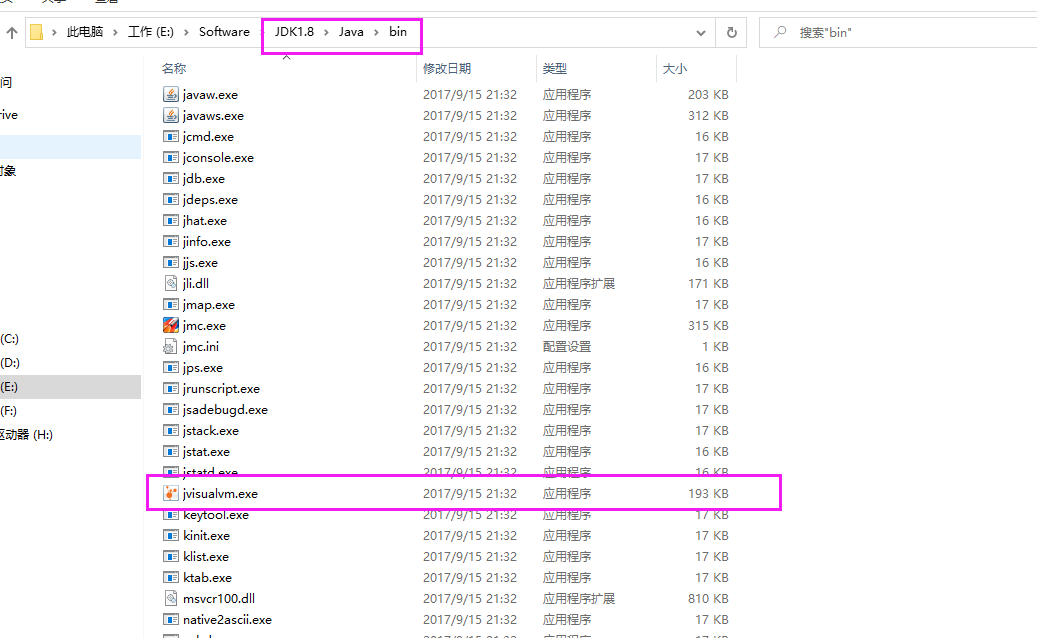 此电脑 › 工作 (E:) › Software JDK1.8 › Java › bin 搜索"bin"
名称 修改日期 类型 大小
问
javaw.exe 2017/9/15 21:32 应用程序 203 KB
rive
javaws.exe 2017/9/15 21:32 应用程序 312 KB
jcmd.exe 2017/9/15 21:32 应用程序 16 KB
jconsole.exe 2017/9/15 21:32 应用程序 17 KB
对象
jdb.exe 2017/9/15 21:32 应用程序 17 KB
jdeps.exe 2017/9/15 21:32 应用程序 16 KB
jhat.exe 2017/9/15 21:32 应用程序 16 KB
jinfo.exe 2017/9/15 21:32 应用程序 17 KB
jjs.exe 2017/9/15 21:32 应用程序 16 KB
jli.dll 2017/9/15 21:32 应用程序扩展 171 KB
jmap.exe 2017/9/15 21:32 应用程序 17 KB
jmc.exe 2017/9/15 21:32 应用程序 315 KB
(C:)
jmc.ini 2017/9/15 21:32 配置设置 1 KB
(D:)
jps.exe 2017/9/15 21:32 应用程序 16 KB
(E:)
jrunscript.exe 2017/9/15 21:32 应用程序 17 KB
(F:)
jsadebugd.exe 2017/9/15 21:32 应用程序 16 KB
驱动器 (H:)
jstack.exe 2017/9/15 21:32 应用程序 17 KB
jstat.exe 2017/9/15 21:32 应用程序 16 KB
jstatd.exe 2017/9/15 21:32 应用程序 16 KB
jvisualvm.exe 2017/9/15 21:32 应用程序 193 KB
keytool.exe 2017/9/15 21:32 应用程序 17 KB
kinit.exe 2017/9/15 21:32 应用程序 17 KB
klist.exe 2017/9/15 21:32 应用程序 17 KB
ktab.exe 2017/9/15 21:32 应用程序 17 KB
msvcr100.dll 2017/9/15 21:32 应用程序扩展 810 KB
native2ascii.exe 2017/9/15 21:32 应用程序 17 KB